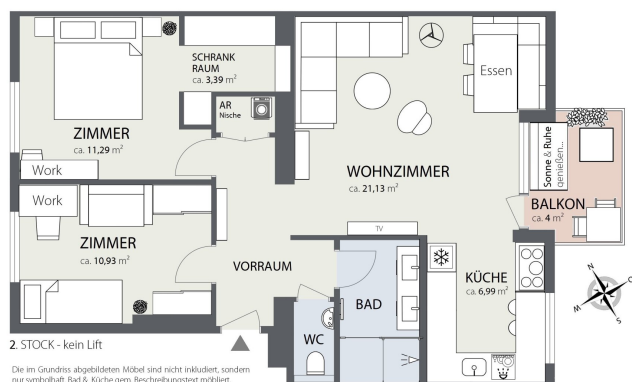 SCHRANK
RAUM
ca. 3,39 m²
AR
Nische
Essen
ZIMMER
ca. 11,29 m²
Work
WOHNZIMMER
ca. 21,13 m²
Sonne & Ruhe
genießen...
BALKON
ca. 4 m²
Work
ZIMMER
ca. 10,93 m²
VORRAUM
TV
BAD
KÜCHE
ca. 6,99 m²
WC
N
O
S
W
2. STOCK - kein Lift
Die im Grundriss abgebildeten Möbel sind nicht inkludiert, sondern
nur symbolhaft. Bad & Küche gem. Beschreibungstext möbliert.